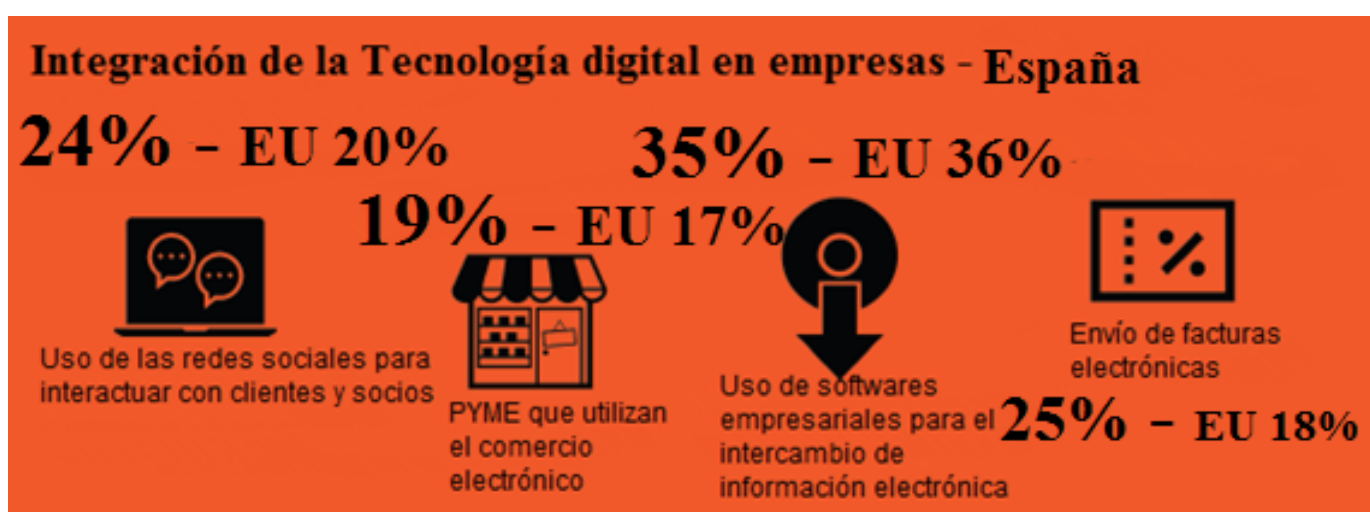 Integración de la Tecnología digital en empresas - España
24% - EU 20%
35% - EU 36%
19% - EU 17%
Uso de las redes sociales para
interactuar con clientes y socios
PYME que utilizan
el comercio
electrónico
Uso de softwares
empresariales para el
intercambio de
información electrónica
Envío de facturas
electrónicas
25% - EU 18%